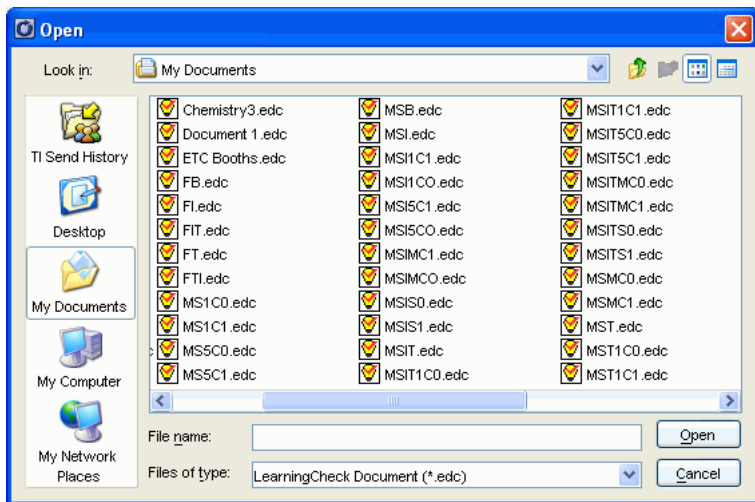 Open
Look in:
My Documents
TI Send History
Desktop
My Documents
My Computer
My Network
Places
Chemistry3.edc
Document 1.edc
ETC Booths.edc
FB.edc
FI.edc
FIT.edc
FT.edc
FTI.edc
MS1C0.edc
MS1C1.edc
MS5C0.edc
MS5C1.edc
MSB.edc
MSI.edc
MSI1C1.edc
MSI1CO.edc
MSI5C1.edc
MSI5CO.edc
MSIMC1.edc
MSIMCO.edc
MSIS0.edc
MSIS1.edc
MSIT.edc
MSIT1C0.edc
MSIT1C1.edc
MSIT5C0.edc
MSIT5C1.edc
MSITMC0.edc
MSITMC1.edc
MSITS0.edc
MSITS1.edc
MSMC0.edc
MSMC1.edc
MST.edc
MST1C0.edc
MST1C1.edc
File name:
Open
Files of type:
LearningCheck Document (*.edc)
Cancel